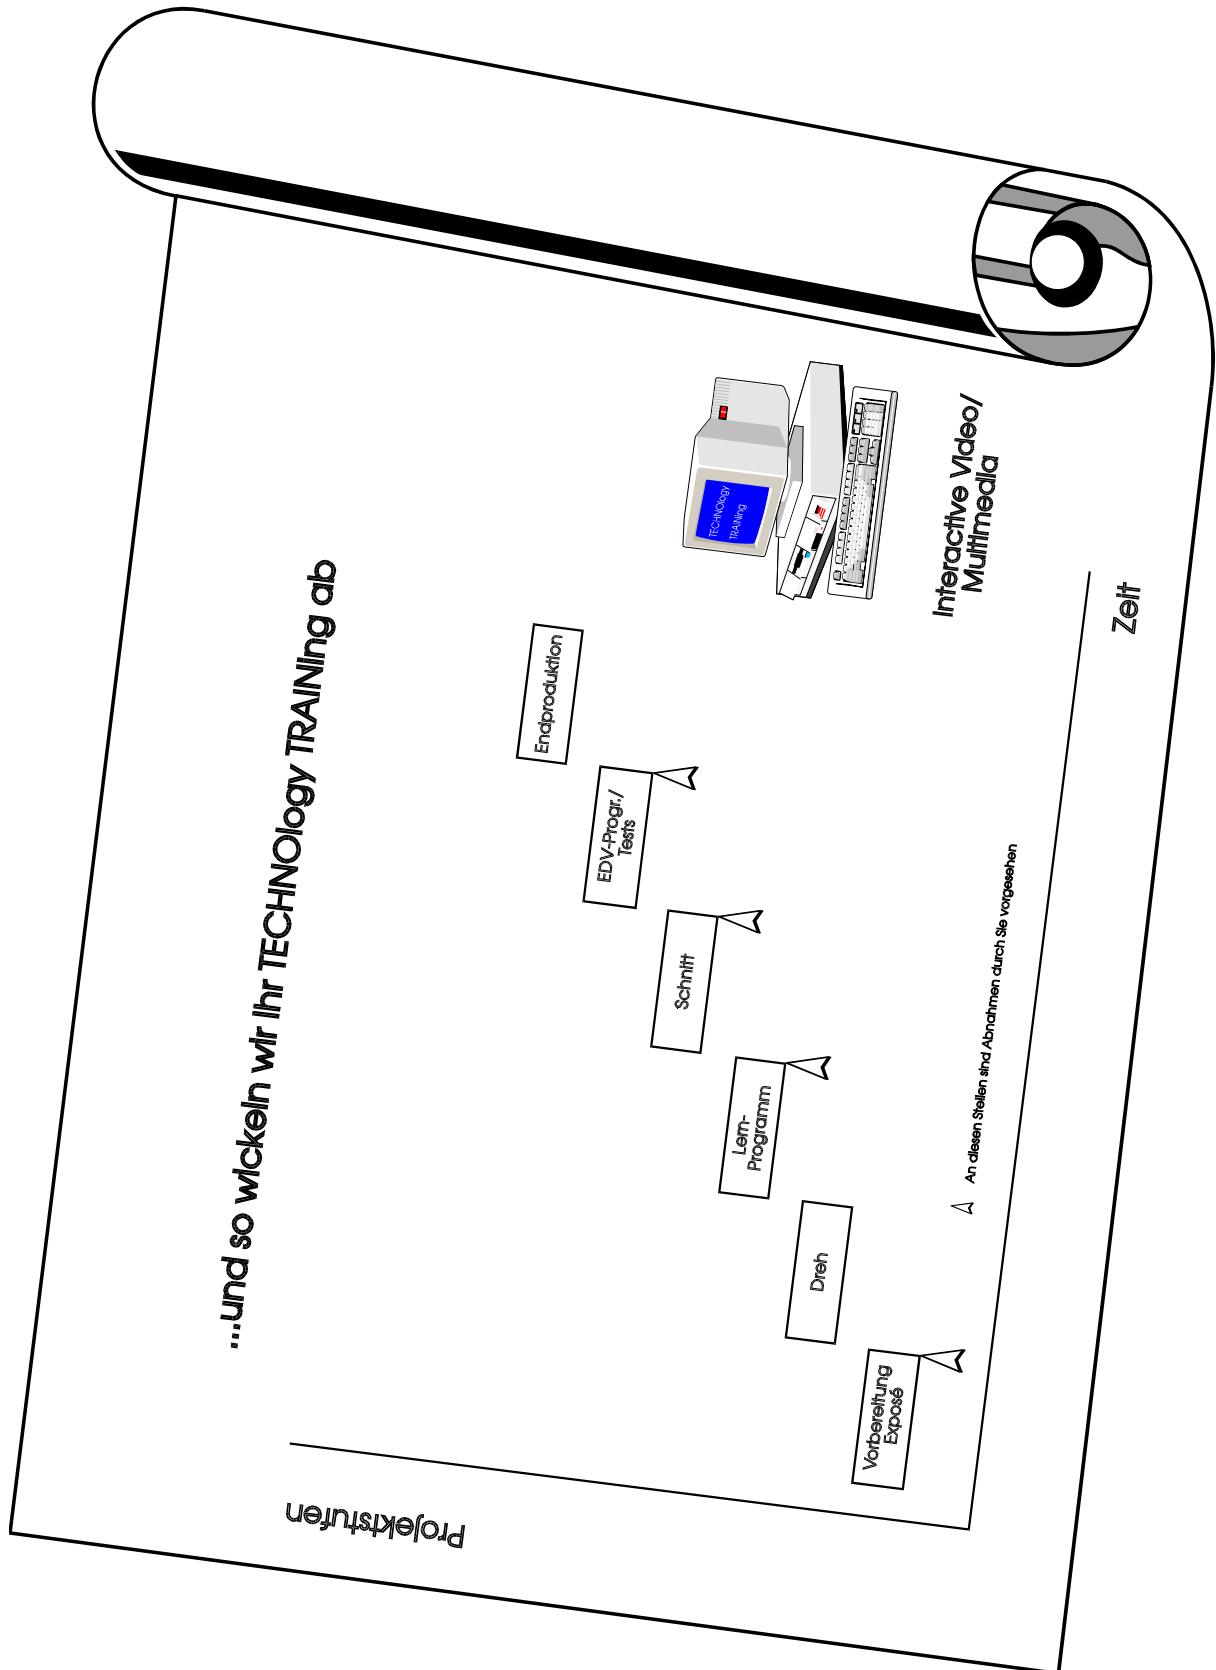 ...und so wickeln wir Ihr TECHNOlogy TRAINing ab
Projektstufen
Endproduktion
EDV-Progr./
Tests
Schnitt
Lern-
Programm
Dreh
Vorbereitung
Exposé
TECHNOlogy
TRAINing
Interactive Video/
Multimedia
An diesen Stellen sind Abnahmen durch Sie vorgesehen
Zeit